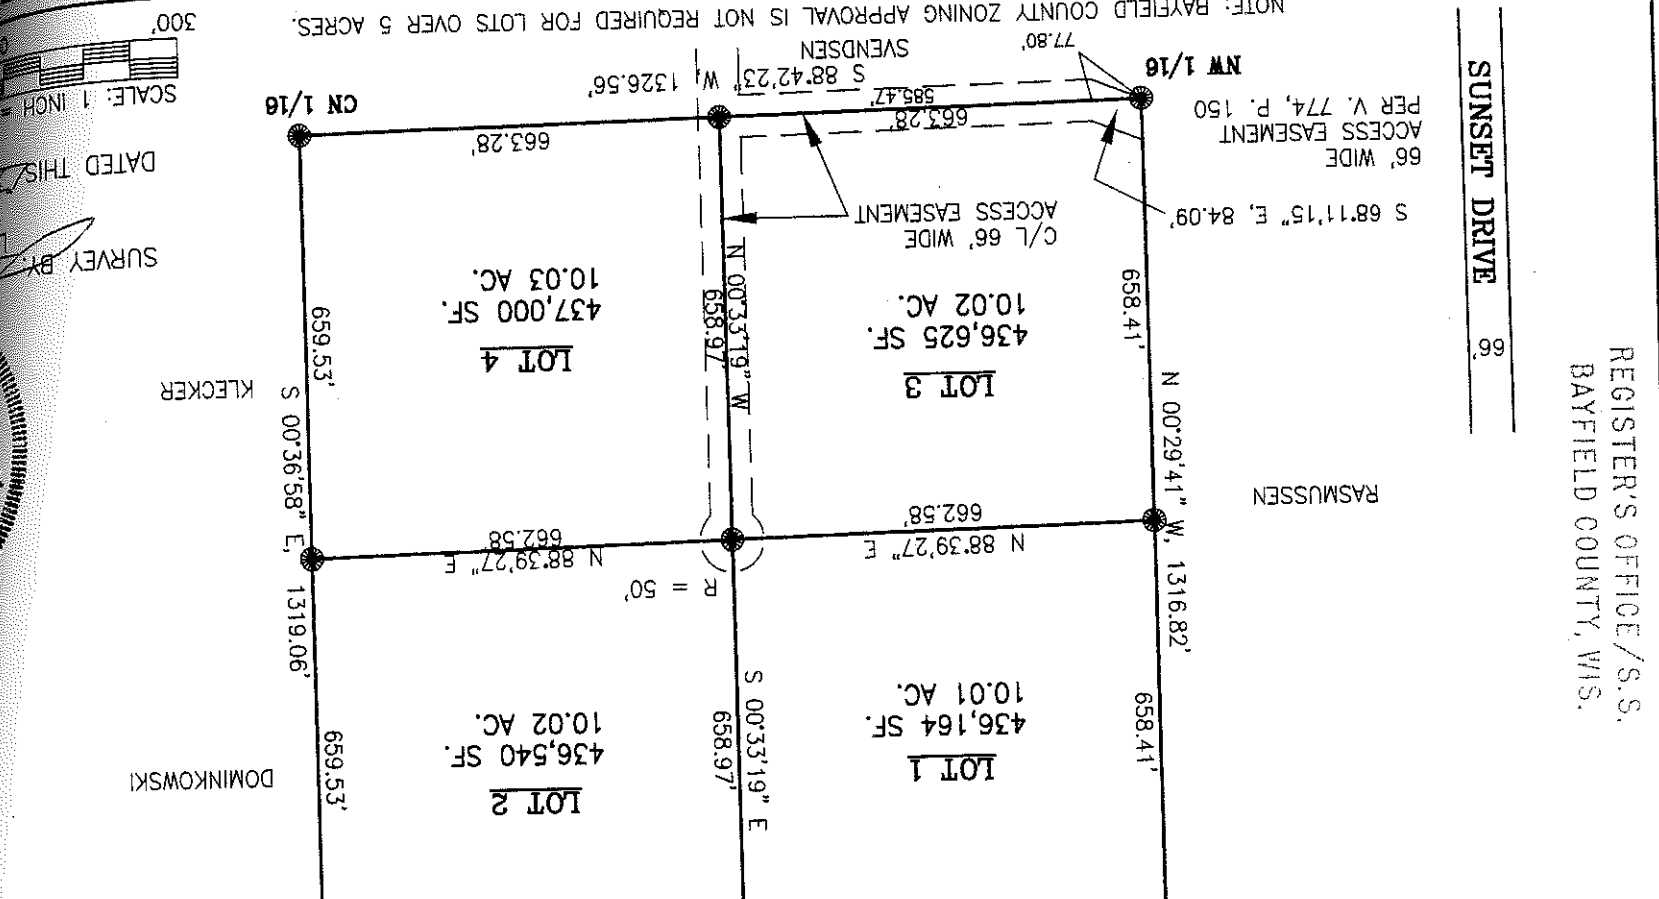 DOMINKOWSKI
659.53'
LOT 2
436,540 SF.
10.02 AC.
658.97'
S 00°33'19" E
LOT 1
436,164 SF.
10.01 AC.
658.41'
S 00°36'58" E, 1319.06'
R = 50'
N 88°39'27" E
662.58'
N 88°39'27" E
662.58'
N 00°29'41" W, 1316.82'
RASMUSSEN
KLECKER
659.53'
LOT 4
437,000 SF.
10.03 AC.
658.97'
N 00°33'19" W
LOT 3
436,625 SF.
10.02 AC.
658.41'
C/L 66' WIDE
ACCESS EASEMENT
S 68°11'15" E, 84.09'
66' WIDE
ACCESS EASEMENT
PER V. 774, P. 150
663.28'
663.28'
585.47'
CN 1/16
S 88°42'23" W, 1326.56'
SVENDSEN
77.80'
NW 1/16
SUNSET DRIVE
66'
SURVEY BY:
DATED THIS
SCALE: 1 INCH =
300'
NOTE: BAYFIELD COUNTY ZONING APPROVAL IS NOT REQUIRED FOR LOTS OVER 5 ACRES.
REGISTER'S OFFICE/S.S.
BAYFIELD COUNTY, WIS.